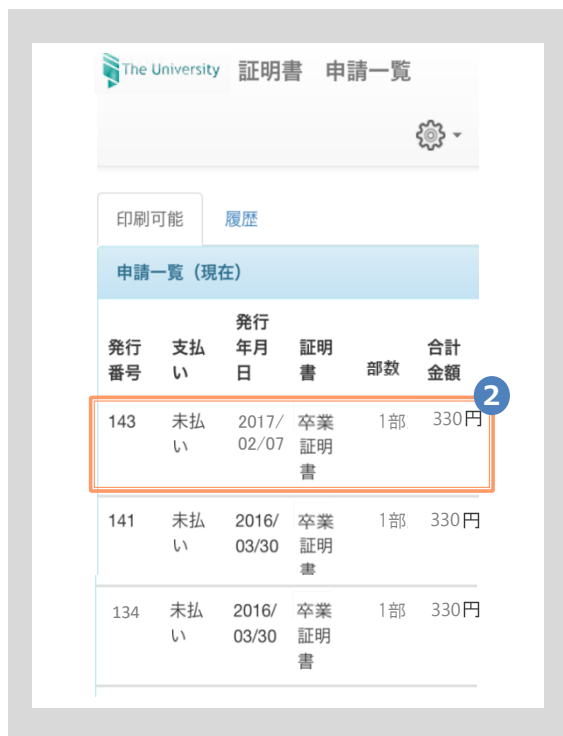 The University 証明書 申請一覧
印刷可能 履歴
申請一覧（現在）
発行番号 支払い 発行年月日 証明書 部数 合計金額
2
143 未払い 2017/02/07 卒業証明書 1部 330円
141 未払い 2016/03/30 卒業証明書 1部 330円
134 未払い 2016/03/30 卒業証明書 1部 330円